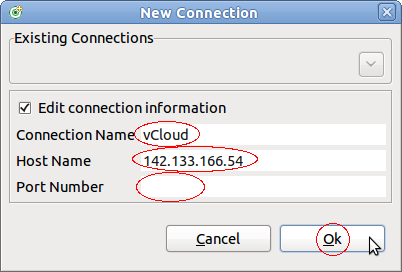 New Connection
Existing Connections
Edit connection information
Connection Name vCloud
Host Name 142.133.166.54
Port Number
Cancel Ok